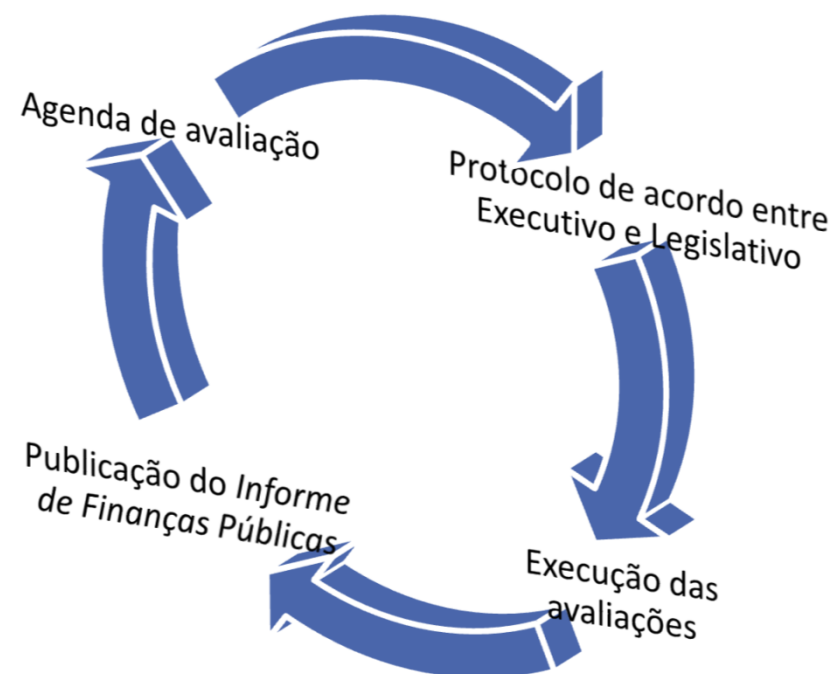 Agenda de avaliação
Protocolo de acordo entre
Executivo e Legislativo
Execução das
avaliações
Publicação do Informe
de Finanças Públicas